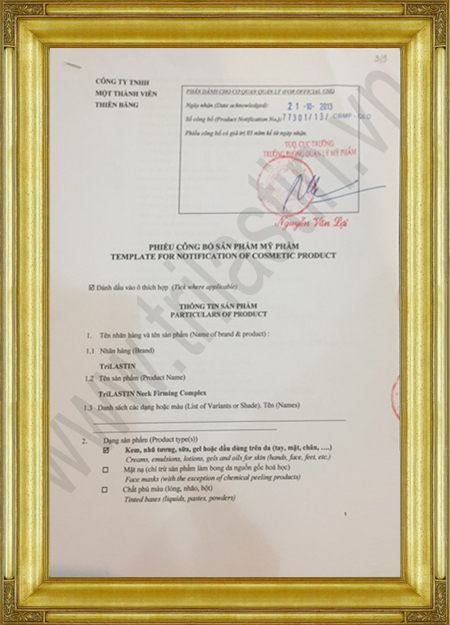 CÔNG TY TNHH
MỘT THÀNH VIÊN
THIÊN BẰNG
PHẦN DÀNH CHO CƠ QUAN QUẢN LÝ (FOR OFFICIAL USE)
Ngày nhận (Date acknowledged): 21 -10- 2013
Số công bố (Product Notification No.): 77301/13/ CBMP - QLD
Phiếu công bố có giá trị 05 năm kể từ ngày nhận.
TUQ. CỤC TRƯỞNG
TRƯỞNG PHÒNG QUẢN LÝ MỸ PHẨM
Nguyễn Văn Lợi
PHIẾU CÔNG BỐ SẢN PHẨM MỸ PHẨM
TEMPLATE FOR NOTIFICATION OF COSMETIC PRODUCT
☑ Đánh dấu vào ô thích hợp (Tick where applicable)
THÔNG TIN SẢN PHẨM
PARTICULARS OF PRODUCT
1. Tên nhãn hàng và tên sản phẩm (Name of brand & product) :
1.1 Nhãn hàng (Brand)
TriLASTIN
1.2 Tên sản phẩm (Product Name)
TriLASTIN Neck Firming Complex
1.3 Danh sách các dạng hoặc màu (List of Variants or Shade). Tên (Names)
2. Dạng sản phẩm (Product type(s))
☑ Kem, nhũ tương, sữa, gel hoặc dầu dùng trên da (tay, mặt, chân, .....)
Creams, emulsions, lotions, gels and oils for skin (hands, face, feet, etc.)
☐ Mặt nạ (chỉ trừ sản phẩm làm bong da nguồn gốc hoá học)
Face masks (with the exception of chemical peeling products)
☐ Chất phủ màu (lỏng, nhão, bột)
Tinted bases (liquids, pastes, powders)
1
www.trilastin.vn